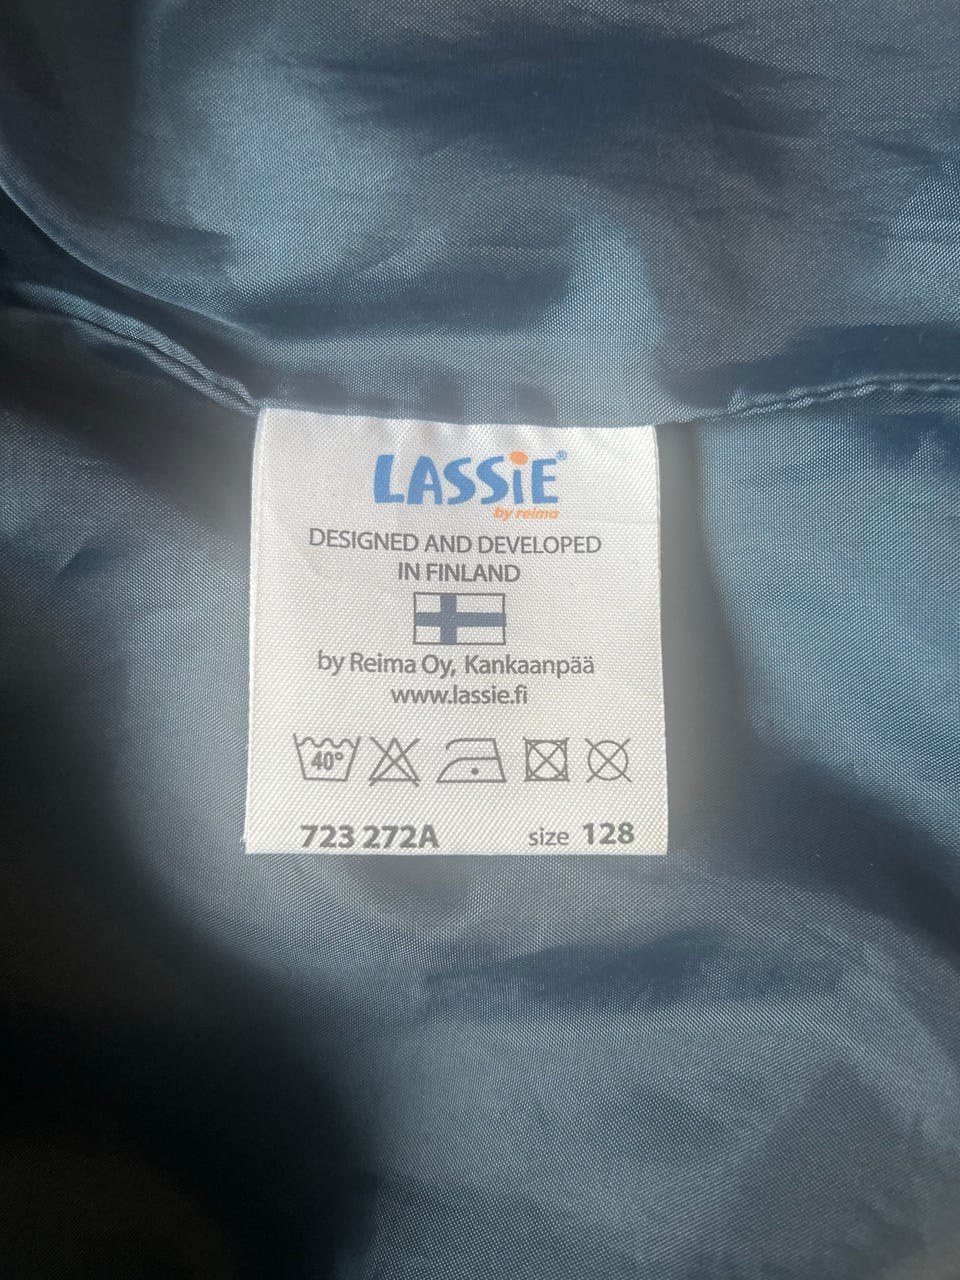 LASSiE®
by reima
DESIGNED AND DEVELOPED
IN FINLAND
by Reima Oy, Kankaanpää
www.lassie.fi
40°
723 272A size 128